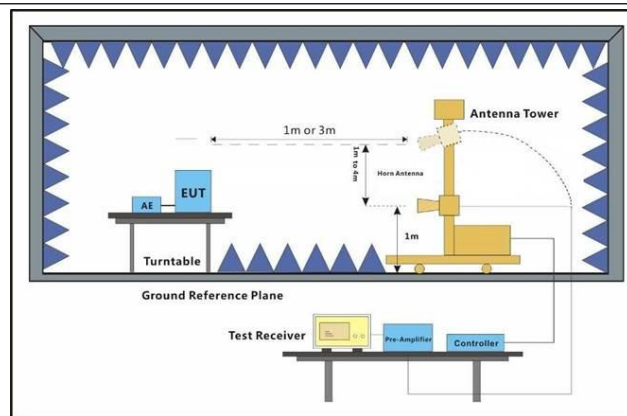 Antenna Tower
1m or 3m
1m to 4m
Horn Antenna
EUT
AE
1m
Turntable
Ground Reference Plane
Test Receiver
Pre-Amplifier
Controller